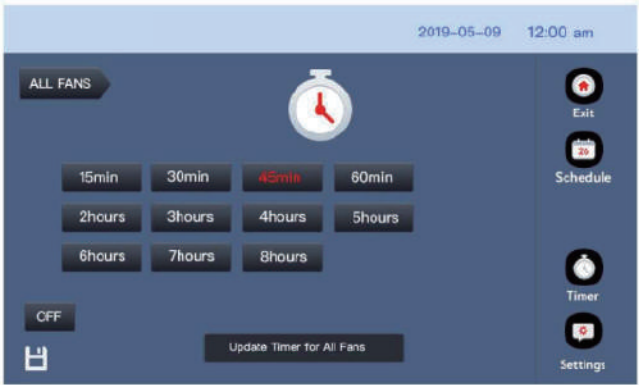 2019-05-09 12:00 am
ALL FANS
Exit
26
Schedule
15min 30min 45min 60min
2hours 3hours 4hours 5hours
6hours 7hours 8hours
Timer
OFF
Update Timer for All Fans
Settings